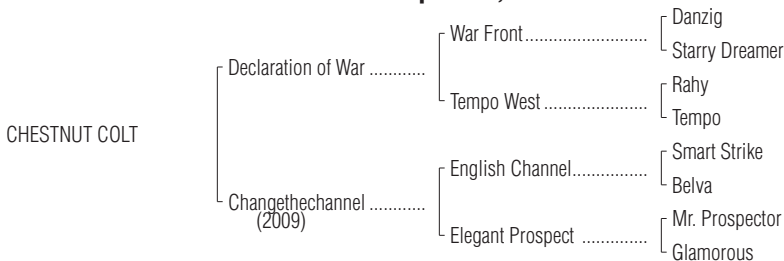 Danzig
War Front
Starry Dreamer
Declaration of War
Rahy
Tempo West
Tempo
CHESTNUT COLT
Smart Strike
English Channel
Belva
Changethechannel
(2009)
Mr. Prospector
Elegant Prospect
Glamorous